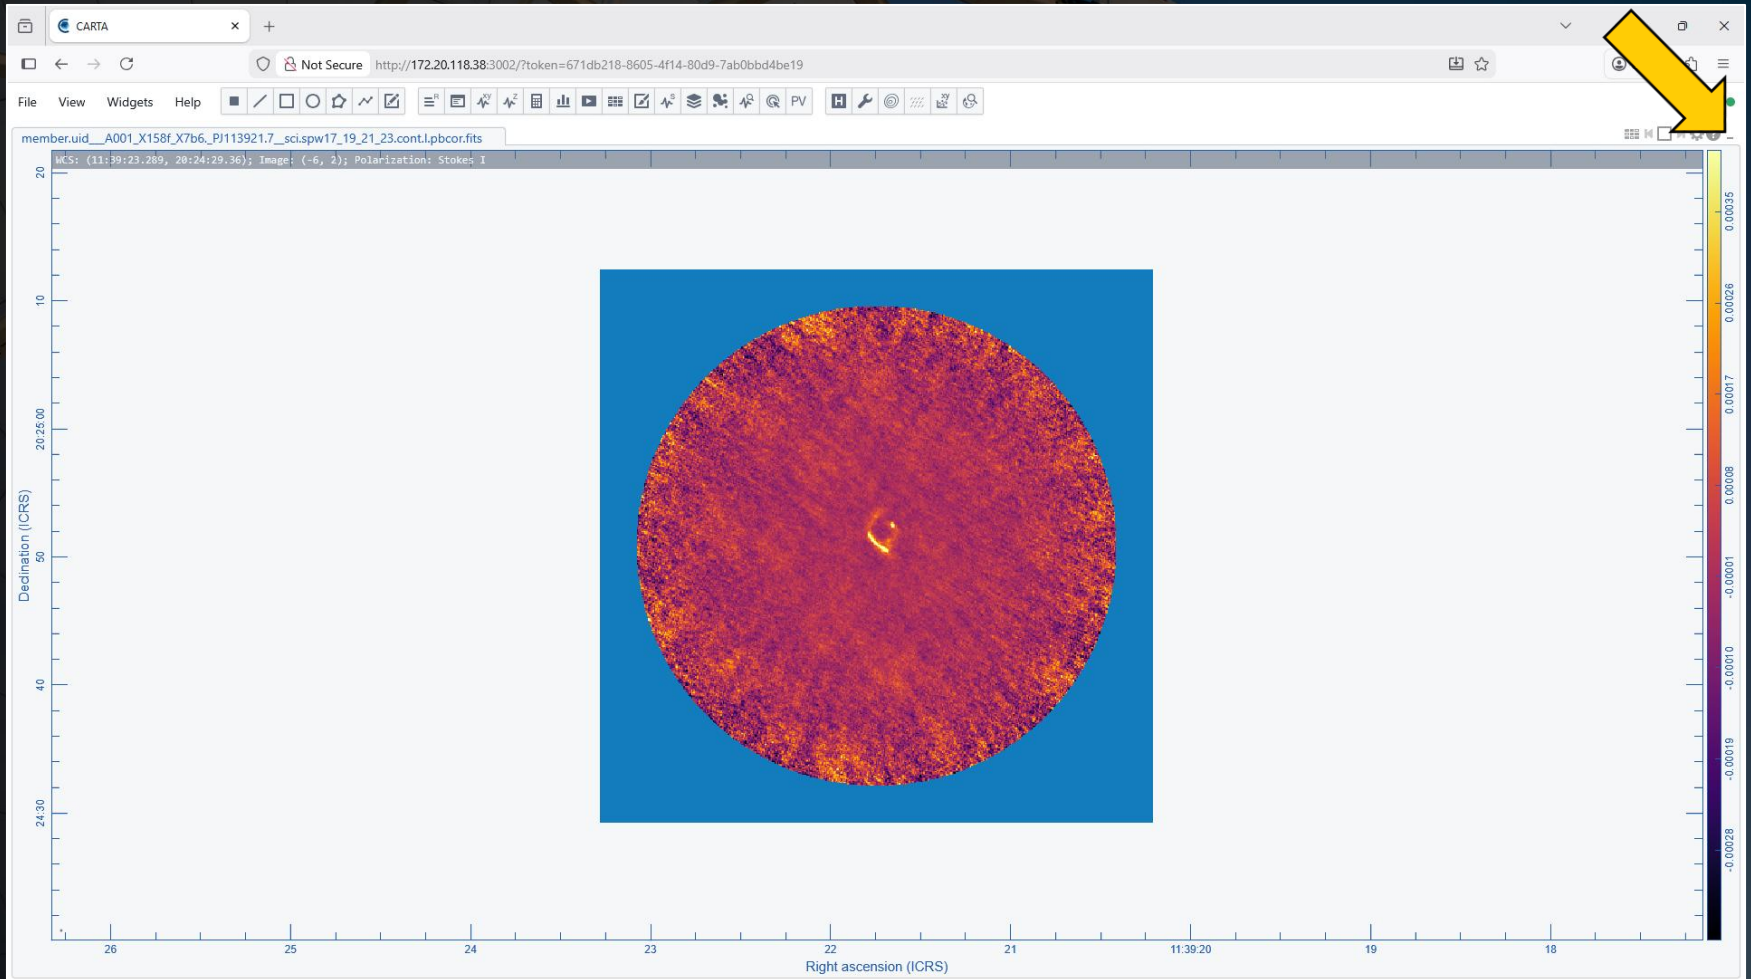 CARTA
Not Secure http://172.20.118.38:3002/?token=671db218-8605-4f14-80d9-7ab0bbd4be19
File View Widgets Help
PV H
member.uid___A001_X158f_X7b6._PJ113921.7__sci.spw17_19_21_23.cont.I.pbcor.fits
WCS: (11:39:23.289, 20:24:29.36); Image: (-6, 2); Polarization: Stokes I
20
10
20:25:00
50
40
24:30
Declination (ICRS)
0.00035
0.00026
0.00017
0.00008
-0.00001
-0.00010
-0.00019
-0.00028
26 25 24 23 22 21 11:39:20 19 18
Right ascension (ICRS)